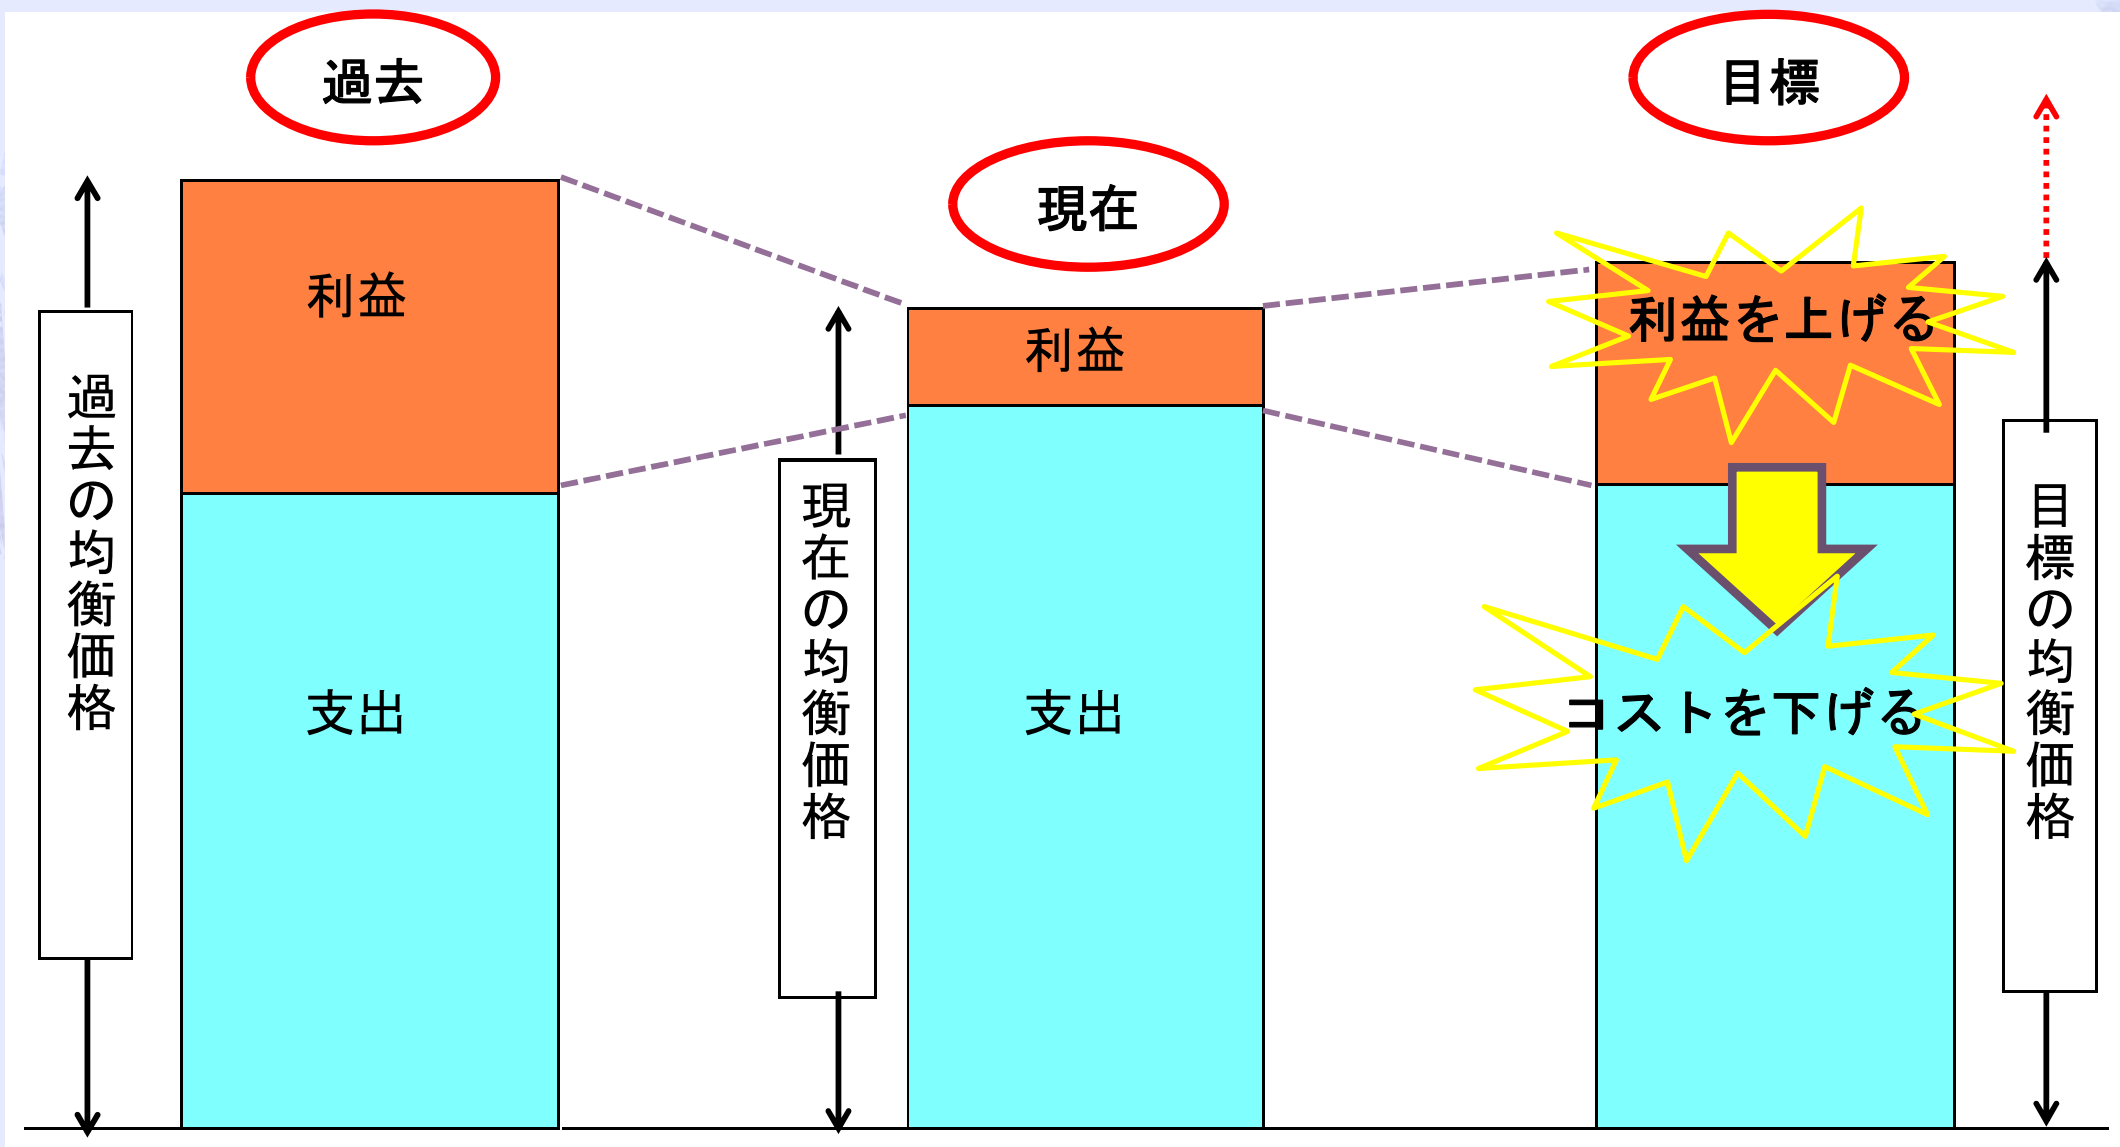 過去
利益
支出
過去の均衡価格
現在
利益
支出
現在の均衡価格
目標
利益を上げる
コストを下げる
目標の均衡価格